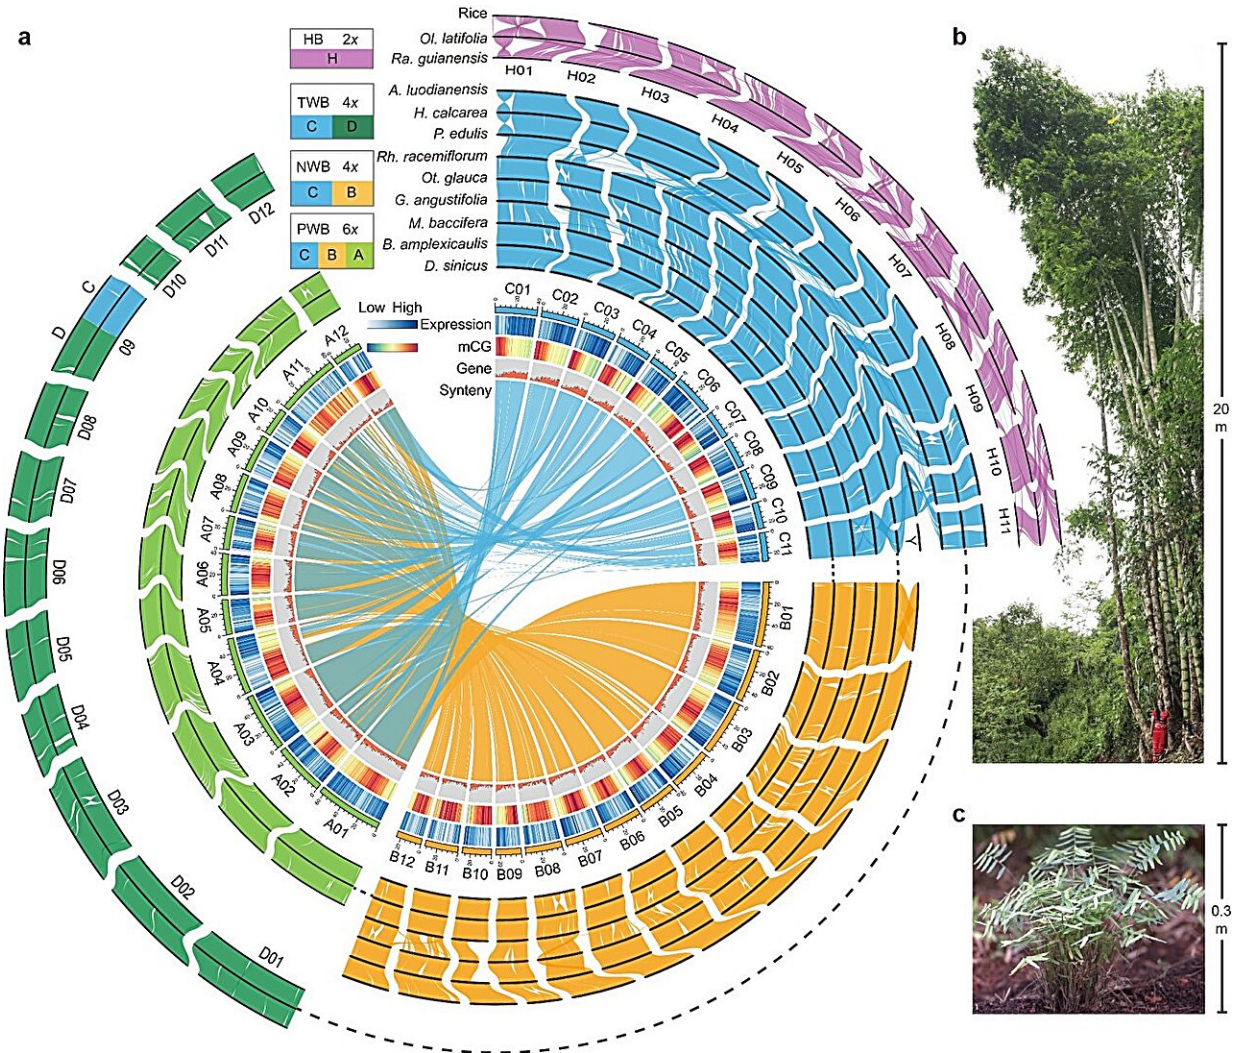 a
b
c
HB 2x
H
TWB 4x
C D
NWB 4x
C B
PWB 6x
C B A
Rice
Ol. latifolia
Ra. guianensis
A. luodianensis
H. calcarea
P. edulis
Rh. racemiflorum
Ot. glauca
G. angustifolia
M. baccifera
B. amplexicaulis
D. sinicus
Low High
Expression
mCG
Gene
Synteny
H01
H02
H03
H04
H05
H06
H07
H08
H09
H10
H11
C01
C02
C03
C04
C05
C06
C07
C08
C09
C10
C11
B01
B02
B03
B04
B05
B06
B07
B08
B09
B10
B11
B12
A01
A02
A03
A04
A05
A06
A07
A08
A09
A10
A11
A12
D01
D02
D03
D04
D05
D06
D07
D08
09
C
D
D10
D11
D12
Y
20
m
0.3
m